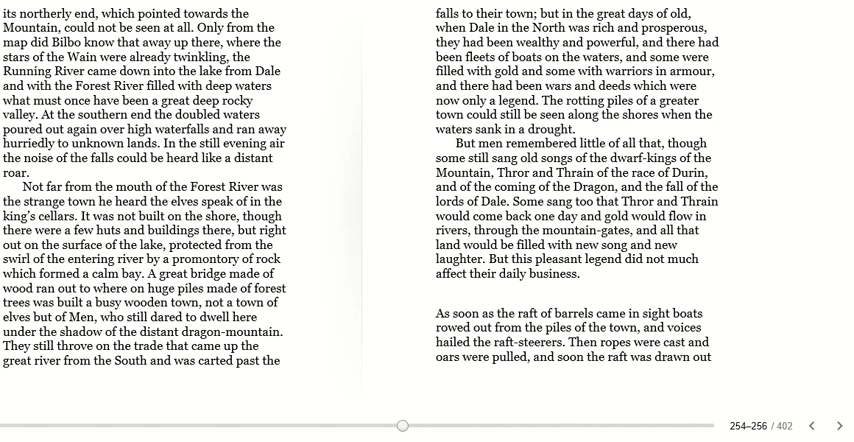 its northerly end, which pointed towards the
Mountain, could not be seen at all. Only from the
map did Bilbo know that away up there, where the
stars of the Wain were already twinkling, the
Running River came down into the lake from Dale
and with the Forest River filled with deep waters
what must once have been a great deep rocky
valley. At the southern end the doubled waters
poured out again over high waterfalls and ran away
hurriedly to unknown lands. In the still evening air
the noise of the falls could be heard like a distant
roar.
Not far from the mouth of the Forest River was
the strange town he heard the elves speak of in the
king's cellars. It was not built on the shore, though
there were a few huts and buildings there, but right
out on the surface of the lake, protected from the
swirl of the entering river by a promontory of rock
which formed a calm bay. A great bridge made of
wood ran out to where on huge piles made of forest
trees was built a busy wooden town, not a town of
elves but of Men, who still dared to dwell here
under the shadow of the distant dragon-mountain.
They still throve on the trade that came up the
great river from the South and was carted past the
falls to their town; but in the great days of old,
when Dale in the North was rich and prosperous,
they had been wealthy and powerful, and there had
been fleets of boats on the waters, and some were
filled with gold and some with warriors in armour,
and there had been wars and deeds which were
now only a legend. The rotting piles of a greater
town could still be seen along the shores when the
waters sank in a drought.
But men remembered little of all that, though
some still sang old songs of the dwarf-kings of the
Mountain, Thror and Thrain of the race of Durin,
and of the coming of the Dragon, and the fall of the
lords of Dale. Some sang too that Thror and Thrain
would come back one day and gold would flow in
rivers, through the mountain-gates, and all that
land would be filled with new song and new
laughter. But this pleasant legend did not much
affect their daily business.
As soon as the raft of barrels came in sight boats
rowed out from the piles of the town, and voices
hailed the raft-steerers. Then ropes were cast and
oars were pulled, and soon the raft was drawn out
254–256 / 402